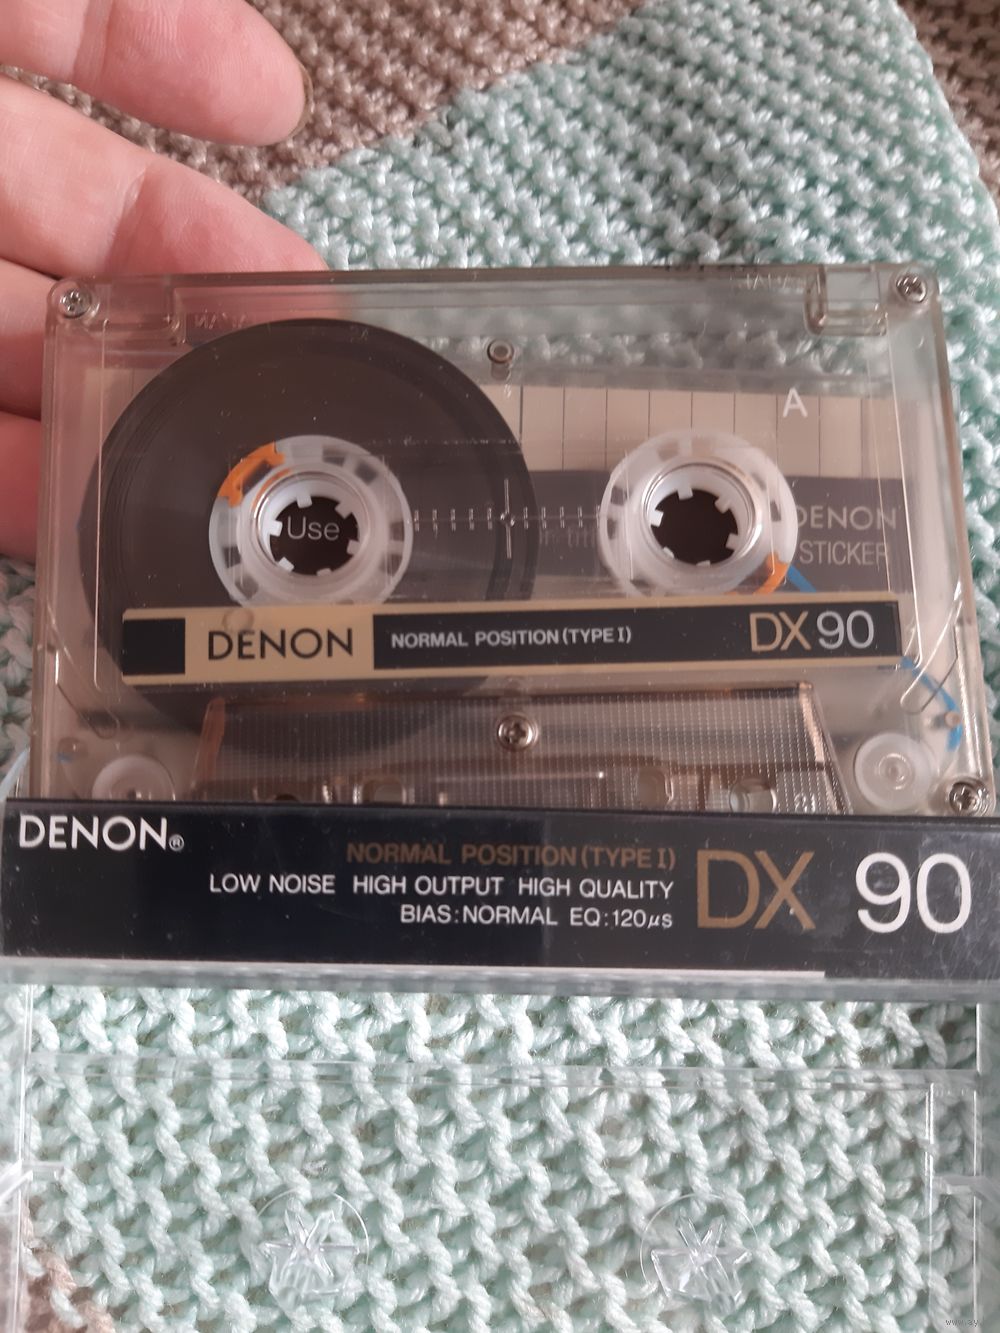 A
Use
DENON
STICKER
DENON NORMAL POSITION (TYPE I) DX 90
DENON® NORMAL POSITION (TYPE I) DX 90
LOW NOISE HIGH OUTPUT HIGH QUALITY
BIAS:NORMAL EQ:120µs